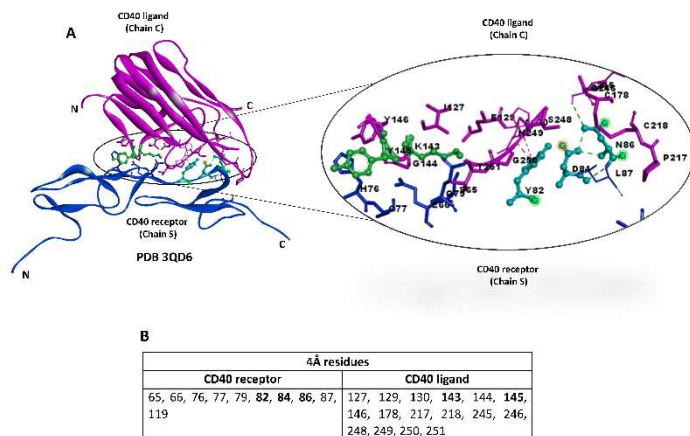 CD40 ligand
(Chain C)
A
N
C
CD40 receptor
(Chain S)
N
C
PDB 3QD6
CD40 ligand
(Chain C)
Y146
I127
E129
S248
C178
K143
H249
G144
C218
N86
P217
D84
L87
Y82
H76
E66
CD40 receptor
(Chain S)
B
4Å residues
CD40 receptor
CD40 ligand
65, 66, 76, 77, 79, 82, 84, 86, 87,
119
127, 129, 130, 143, 144, 145,
146, 178, 217, 218, 245, 246,
248, 249, 250, 251